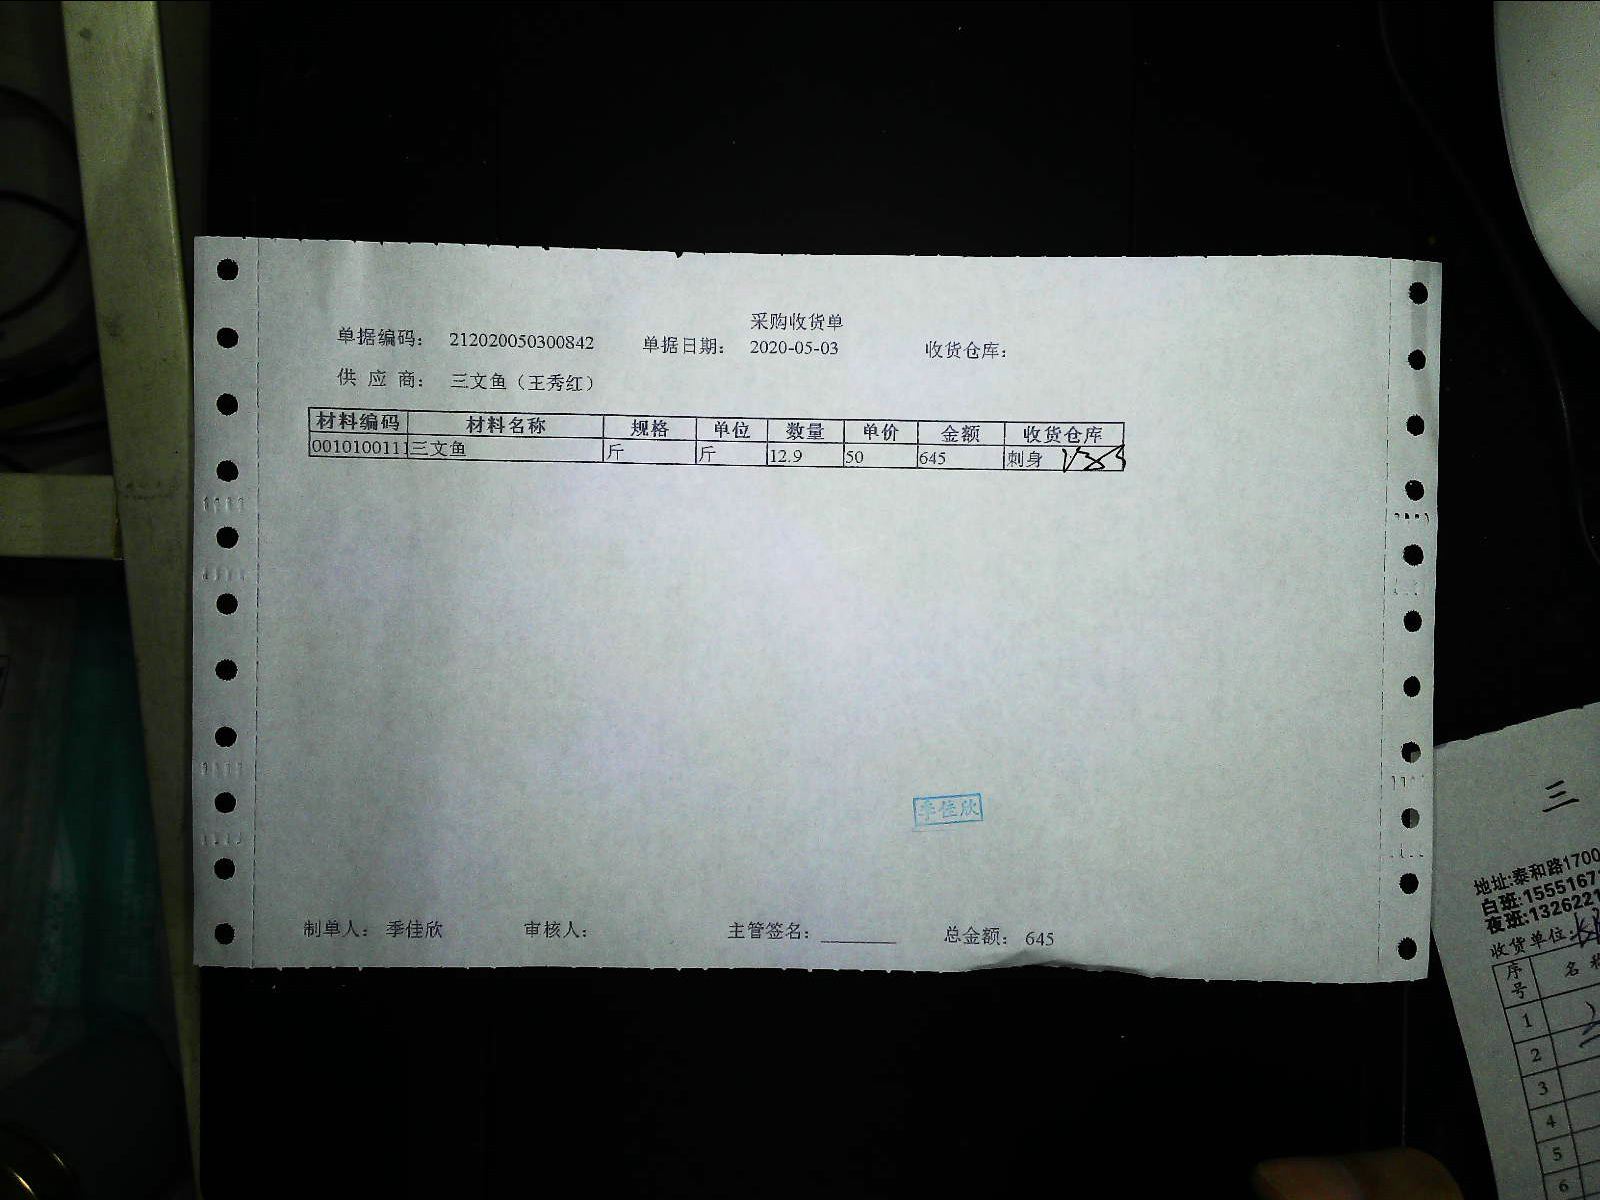 采购收货单
单据编码： 212020050300842 单据日期： 2020-05-03 收货仓库：
供 应 商： 三文鱼（王秀红）
材料编码 材料名称 规格 单位 数量 单价 金额 收货仓库
0010100111 三文鱼 斤 斤 12.9 50 645 刺身
季佳欣
制单人： 季佳欣 审核人： 主管签名： 总金额： 645
三
地址:泰和路1700
白班:1555167
夜班:1326221
收货单位:
序号 名
1
2
3
4
5
6